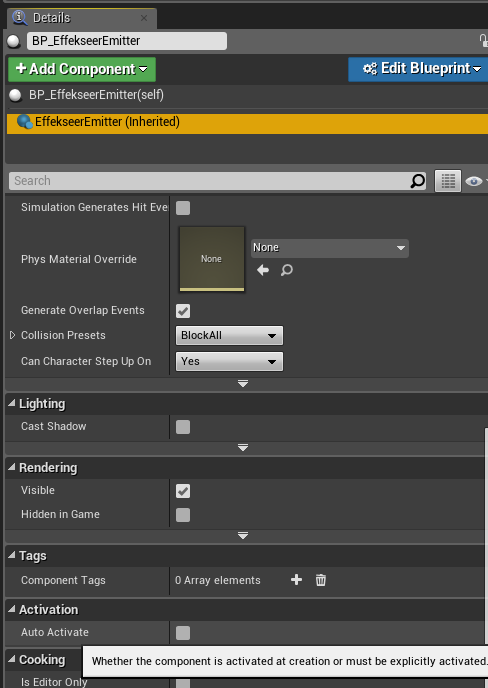 Details
BP_EffekseerEmitter
Add Component
Edit Blueprint
BP_EffekseerEmitter(self)
EffekseerEmitter (Inherited)
Search
Simulation Generates Hit Eve
Phys Material Override
None
None
Generate Overlap Events
Collision Presets
BlockAll
Can Character Step Up On
Yes
Lighting
Cast Shadow
Rendering
Visible
Hidden in Game
Tags
Component Tags
0 Array elements
Activation
Auto Activate
Cooking
Whether the component is activated at creation or must be explicitly activated.
Is Editor Only